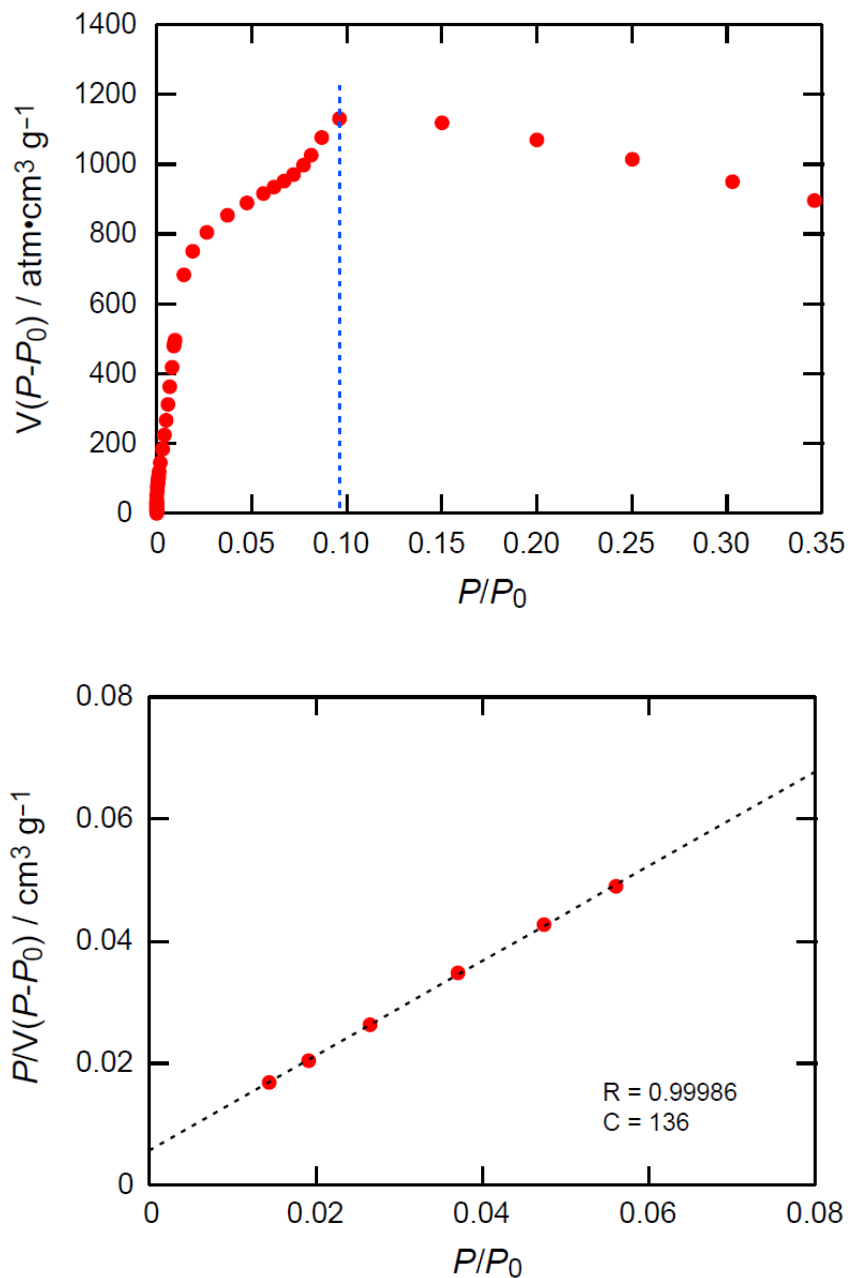 1400
1200
1000
800
600
400
200
0
V(P-P₀) / atm•cm³ g⁻¹
0 0.05 0.10 0.15 0.20 0.25 0.30 0.35
P/P₀
0.08
0.06
0.04
0.02
0
P/V(P-P₀) / cm³ g⁻¹
R = 0.99986
C = 136
0 0.02 0.04 0.06 0.08
P/P₀